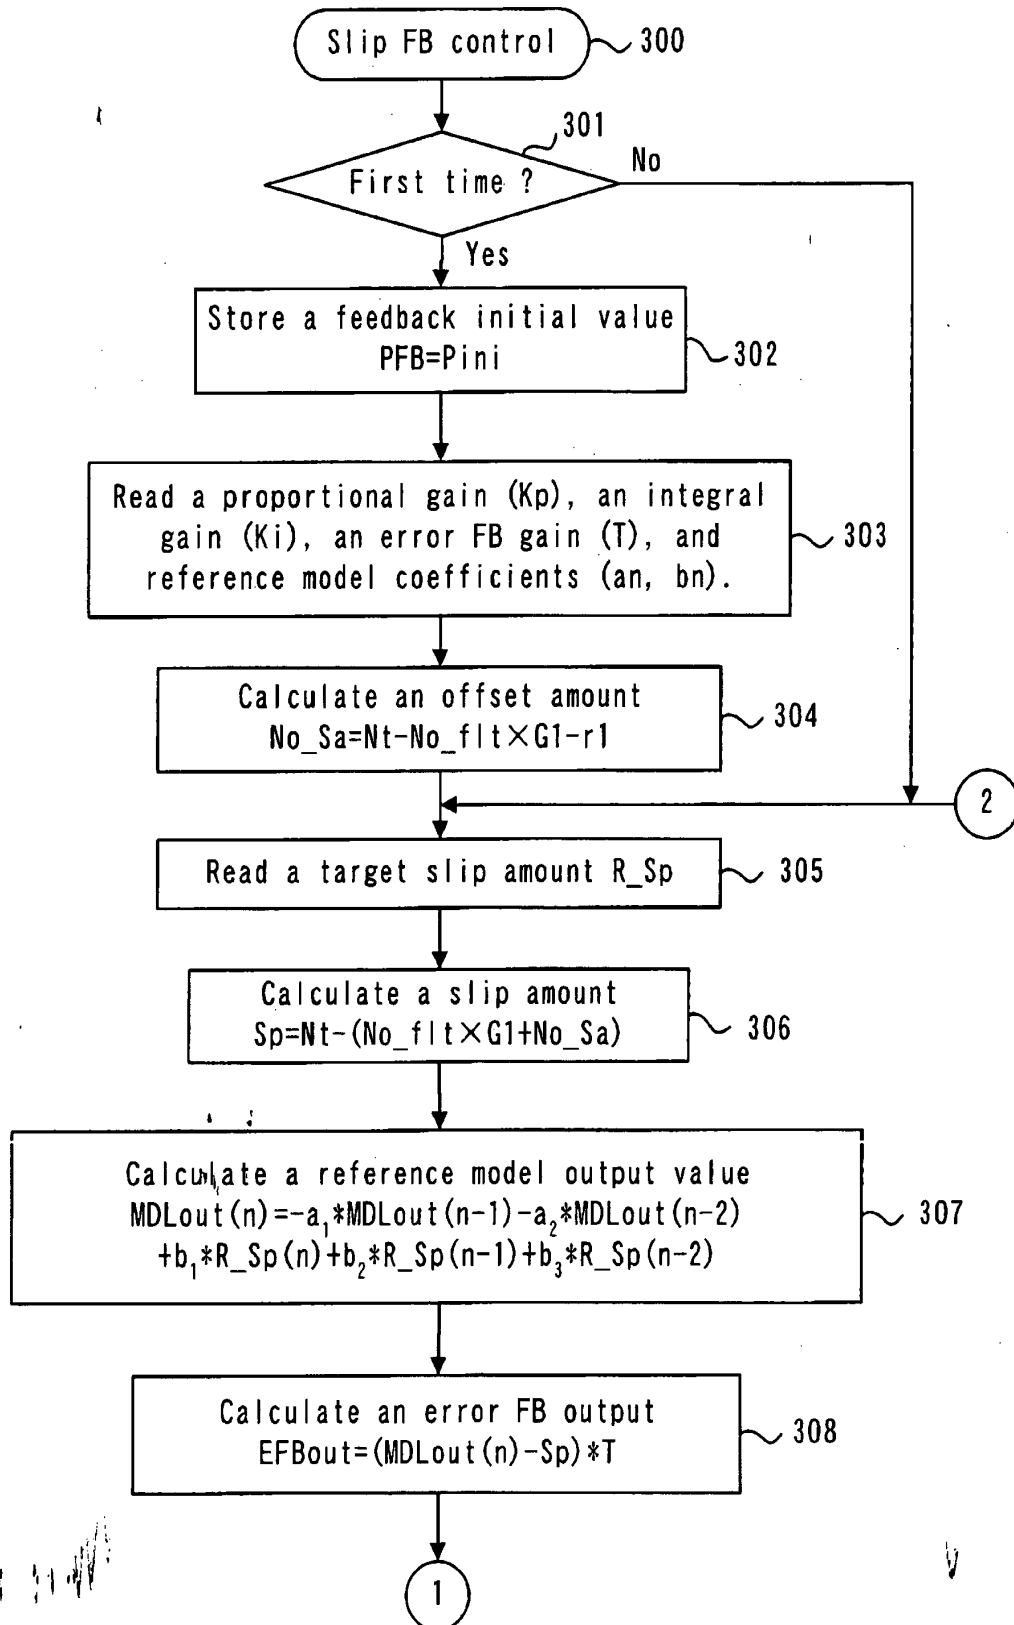 Slip FB control
300
301
First time ?
No
Yes
Store a feedback initial value
PFB=Pini
302
Read a proportional gain (Kp), an integral
gain (Ki), an error FB gain (T), and
reference model coefficients (an, bn).
303
Calculate an offset amount
No_Sa=Nt-No_flt×G1-r1
304
2
Read a target slip amount R_Sp
305
Calculate a slip amount
Sp=Nt-(No_flt×G1+No_Sa)
306
Calculate a reference model output value
MDLout(n)=-a₁*MDLout(n-1)-a₂*MDLout(n-2)
+b₁*R_Sp(n)+b₂*R_Sp(n-1)+b₃*R_Sp(n-2)
307
Calculate an error FB output
EFBout=(MDLout(n)-Sp)*T
308
1